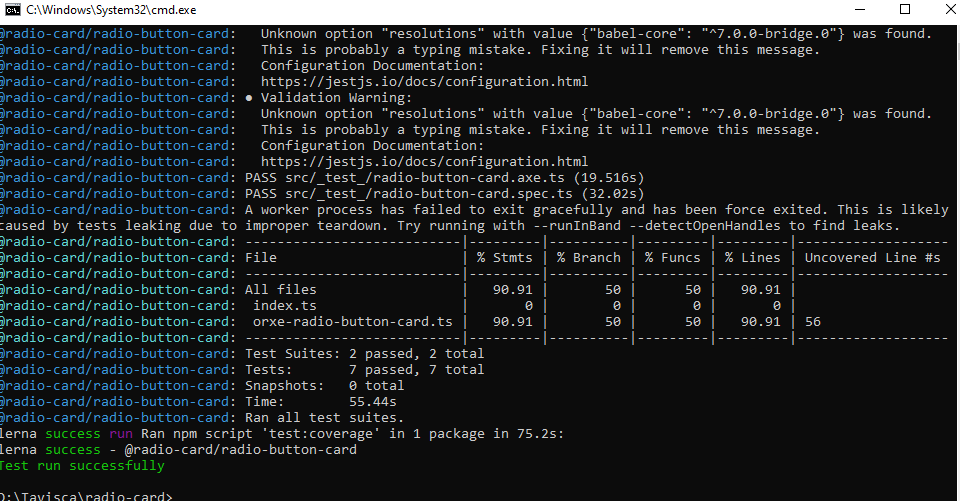 C:\Windows\System32\cmd.exe
@radio-card/radio-button-card:   Unknown option "resolutions" with value {"babel-core": "^7.0.0-bridge.0"} was found.
@radio-card/radio-button-card:   This is probably a typing mistake. Fixing it will remove this message.
@radio-card/radio-button-card:   Configuration Documentation:
@radio-card/radio-button-card:   https://jestjs.io/docs/configuration.html
@radio-card/radio-button-card: ● Validation Warning:
@radio-card/radio-button-card:   Unknown option "resolutions" with value {"babel-core": "^7.0.0-bridge.0"} was found.
@radio-card/radio-button-card:   This is probably a typing mistake. Fixing it will remove this message.
@radio-card/radio-button-card:   Configuration Documentation:
@radio-card/radio-button-card:   https://jestjs.io/docs/configuration.html
@radio-card/radio-button-card: PASS src/_test_/radio-button-card.axe.ts (19.516s)
@radio-card/radio-button-card: PASS src/_test_/radio-button-card.spec.ts (32.02s)
@radio-card/radio-button-card: A worker process has failed to exit gracefully and has been force exited. This is likely
caused by tests leaking due to improper teardown. Try running with --runInBand --detectOpenHandles to find leaks.
@radio-card/radio-button-card: ---------------------------|---------|----------|---------|---------|-------------------
@radio-card/radio-button-card: File                       | % Stmts | % Branch | % Funcs | % Lines | Uncovered Line #s
@radio-card/radio-button-card: ---------------------------|---------|----------|---------|---------|-------------------
@radio-card/radio-button-card: All files                  |   90.91 |       50 |      50 |   90.91 |
@radio-card/radio-button-card:  index.ts                  |       0 |        0 |       0 |       0 |
@radio-card/radio-button-card:  orxe-radio-button-card.ts |   90.91 |       50 |      50 |   90.91 | 56
@radio-card/radio-button-card: ---------------------------|---------|----------|---------|---------|-------------------
@radio-card/radio-button-card: Test Suites: 2 passed, 2 total
@radio-card/radio-button-card: Tests:       7 passed, 7 total
@radio-card/radio-button-card: Snapshots:   0 total
@radio-card/radio-button-card: Time:        55.44s
@radio-card/radio-button-card: Ran all test suites.
lerna success run Ran npm script 'test:coverage' in 1 package in 75.2s:
lerna success - @radio-card/radio-button-card
Test run successfully
D:\Tavisca\radio-card>